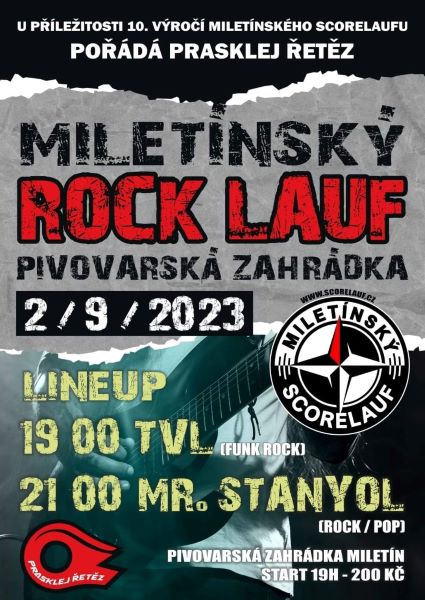 U PŘÍLEŽITOSTI 10. VÝROČÍ MILETÍNSKÉHO SCORELAUFU
POŘÁDÁ PRASKLEJ ŘETĚZ
MILETÍNSKÝ
ROCK LAUF
PIVOVARSKÁ ZAHRÁDKA
2/9/2023
WWW.SCORELAUF.CZ
MILETÍNSKÝ
SCORELAUF
LINEUP
19 00 TVL (FUNK ROCK)
21 00 MR. STANYOL
(ROCK / POP)
PRASKLEJ ŘETĚZ
PIVOVARSKÁ ZAHRÁDKA MILETÍN
START 19H - 200 KČ